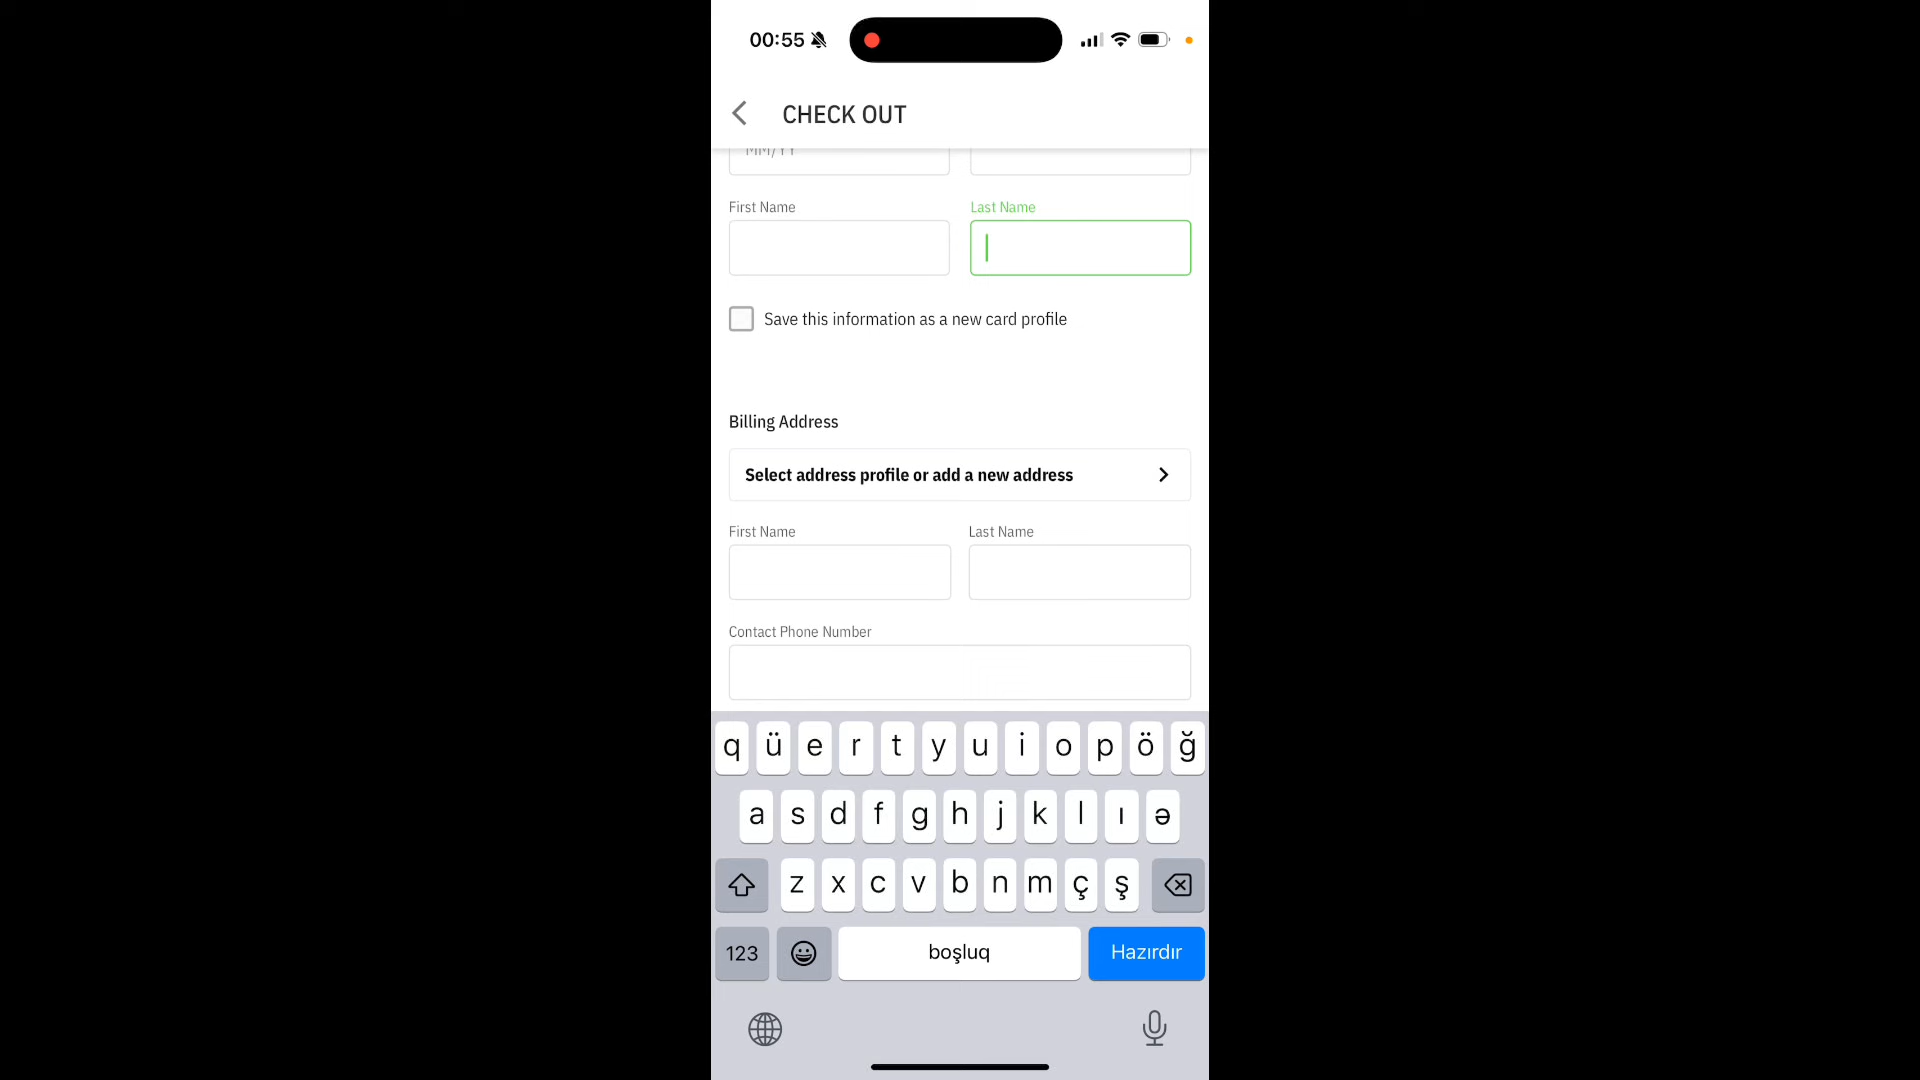 00:55
CHECK OUT
MM/YY
First Name
Last Name
Save this information as a new card profile
Billing Address
Select address profile or add a new address
First Name
Last Name
Contact Phone Number
q ü e r t y u i o p ö ğ
a s d f g h j k l ı ə
z x c v b n m ç ş
123
boşluq
Hazırdır